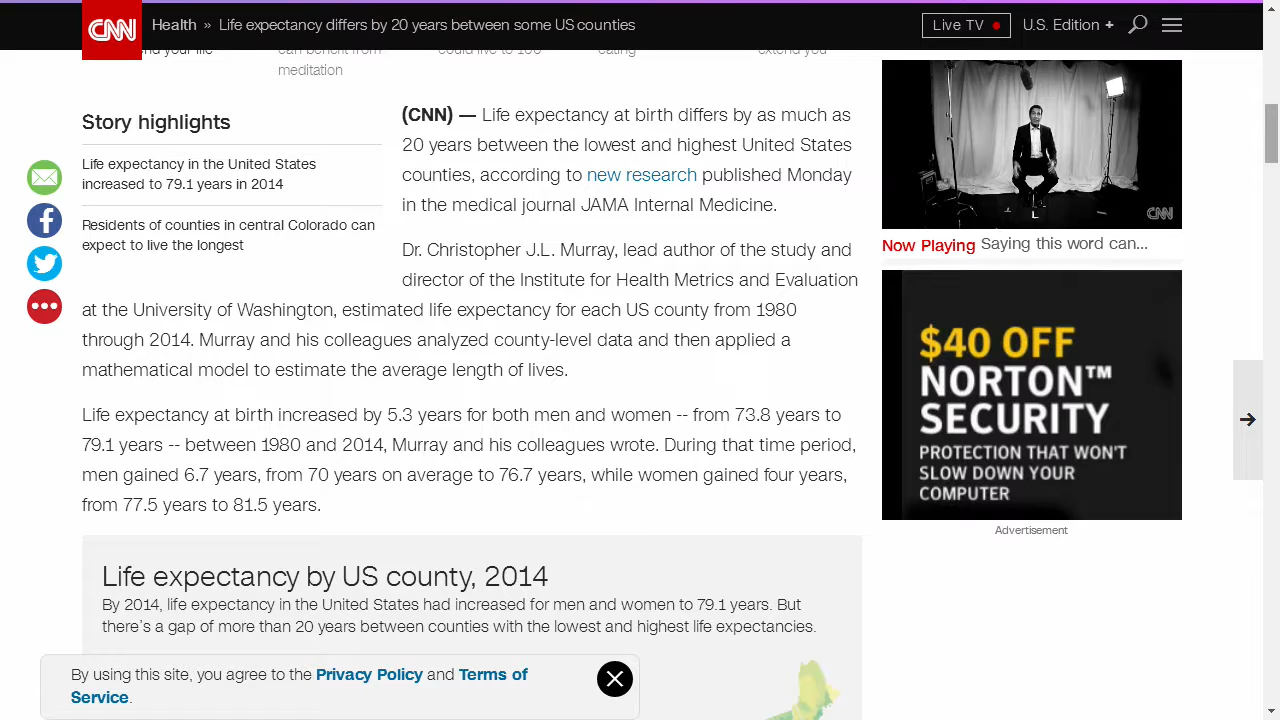 CNN
Health » Life expectancy differs by 20 years between some US counties
Live TV
U.S. Edition +
end your life
can benefit from
meditation
could live to 100
eating
extend you
Story highlights
Life expectancy in the United States
increased to 79.1 years in 2014
Residents of counties in central Colorado can
expect to live the longest
(CNN) — Life expectancy at birth differs by as much as
20 years between the lowest and highest United States
counties, according to new research published Monday
in the medical journal JAMA Internal Medicine.
Dr. Christopher J.L. Murray, lead author of the study and
director of the Institute for Health Metrics and Evaluation
at the University of Washington, estimated life expectancy for each US county from 1980
through 2014. Murray and his colleagues analyzed county-level data and then applied a
mathematical model to estimate the average length of lives.
Life expectancy at birth increased by 5.3 years for both men and women -- from 73.8 years to
79.1 years -- between 1980 and 2014, Murray and his colleagues wrote. During that time period,
men gained 6.7 years, from 70 years on average to 76.7 years, while women gained four years,
from 77.5 years to 81.5 years.
Life expectancy by US county, 2014
By 2014, life expectancy in the United States had increased for men and women to 79.1 years. But
there's a gap of more than 20 years between counties with the lowest and highest life expectancies.
By using this site, you agree to the Privacy Policy and Terms of
Service.
L
CNN
Now Playing Saying this word can...
$40 OFF
NORTON™
SECURITY
PROTECTION THAT WON'T
SLOW DOWN YOUR
COMPUTER
Advertisement